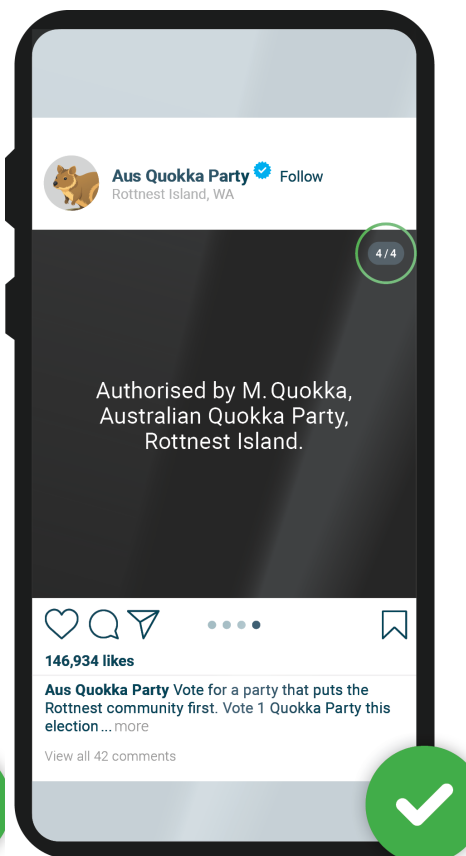 Aus Quokka Party Follow
Rottnest Island, WA
4/4
Authorised by M. Quokka,
Australian Quokka Party,
Rottnest Island.
146,934 likes
Aus Quokka Party Vote for a party that puts the
Rottnest community first. Vote 1 Quokka Party this
election... more
View all 42 comments